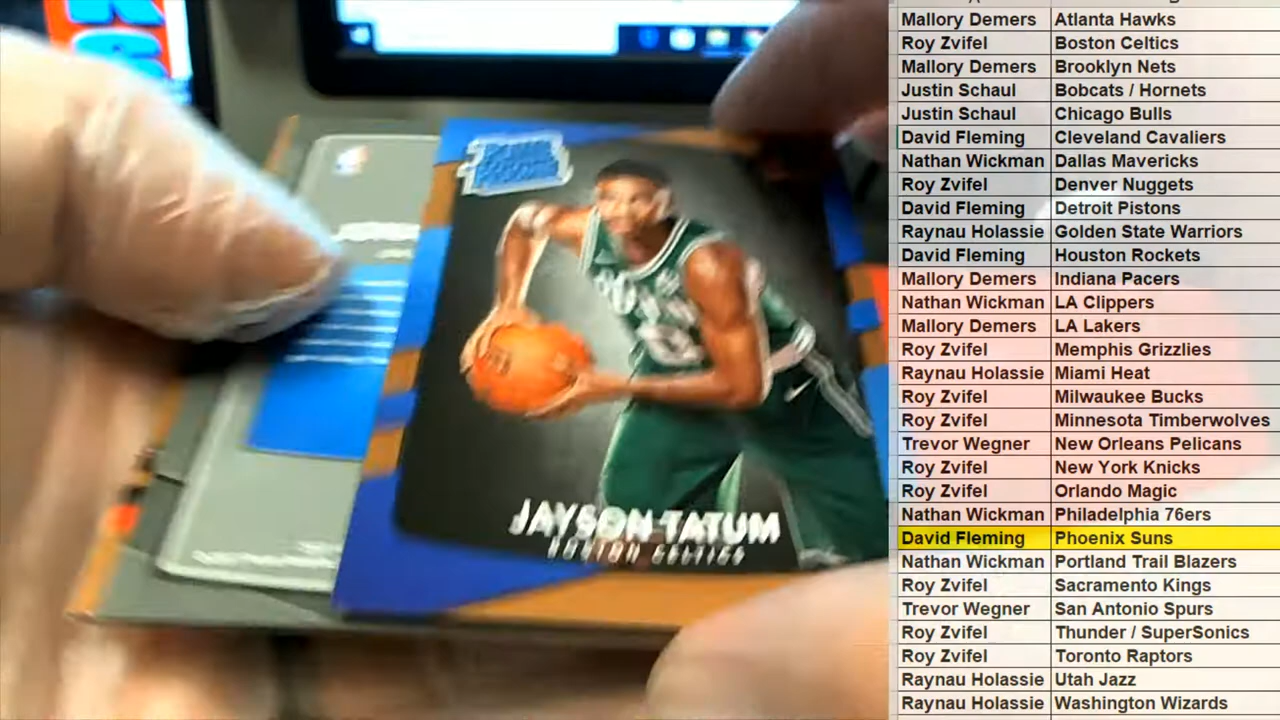 JAYSON TATUM
BOSTON CELTICS
Mallory Demers Atlanta Hawks
Roy Zvifel Boston Celtics
Mallory Demers Brooklyn Nets
Justin Schaul Bobcats / Hornets
Justin Schaul Chicago Bulls
David Fleming Cleveland Cavaliers
Nathan Wickman Dallas Mavericks
Roy Zvifel Denver Nuggets
David Fleming Detroit Pistons
Raynau Holassie Golden State Warriors
David Fleming Houston Rockets
Mallory Demers Indiana Pacers
Nathan Wickman LA Clippers
Mallory Demers LA Lakers
Roy Zvifel Memphis Grizzlies
Raynau Holassie Miami Heat
Roy Zvifel Milwaukee Bucks
Roy Zvifel Minnesota Timberwolves
Trevor Wegner New Orleans Pelicans
Roy Zvifel New York Knicks
Roy Zvifel Orlando Magic
Nathan Wickman Philadelphia 76ers
David Fleming Phoenix Suns
Nathan Wickman Portland Trail Blazers
Roy Zvifel Sacramento Kings
Trevor Wegner San Antonio Spurs
Roy Zvifel Thunder / SuperSonics
Roy Zvifel Toronto Raptors
Raynau Holassie Utah Jazz
Raynau Holassie Washington Wizards